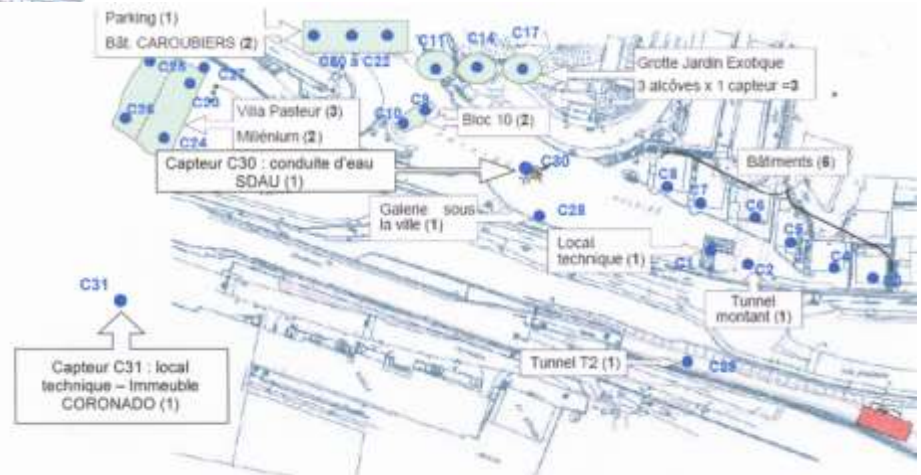 Parking (1)
Bât. CAROUBIERS (2)
C11
C14
C17
Grotte Jardin Exotique
3 alcôves x 1 capteur =3
C60 à C22
C25
C27
C26
C24
Villa Pasteur (3)
Millénium (2)
C10
C9
Bloc 10 (2)
Capteur C30 : conduite d'eau
SDAU (1)
C30
Bâtiments (6)
C8
C7
C6
C5
C4
Galerie sous
la ville (1)
C28
Local
technique (1)
C1
C2
Tunnel
montant (1)
C31
Capteur C31 : local
technique – Immeuble
CORONADO (1)
Tunnel T2 (1)
C29